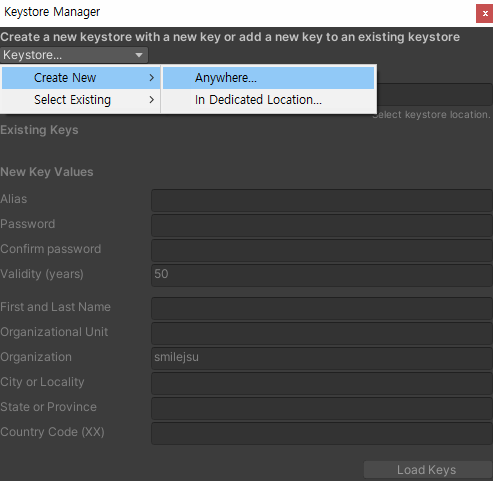 Keystore Manager
x
Create a new keystore with a new key or add a new key to an existing keystore
Keystore...
Create New > Anywhere...
Select Existing > In Dedicated Location...
Select keystore location.
Existing Keys
New Key Values
Alias
Password
Confirm password
Validity (years) 50
First and Last Name
Organizational Unit
Organization smilejsu
City or Locality
State or Province
Country Code (XX)
Load Keys